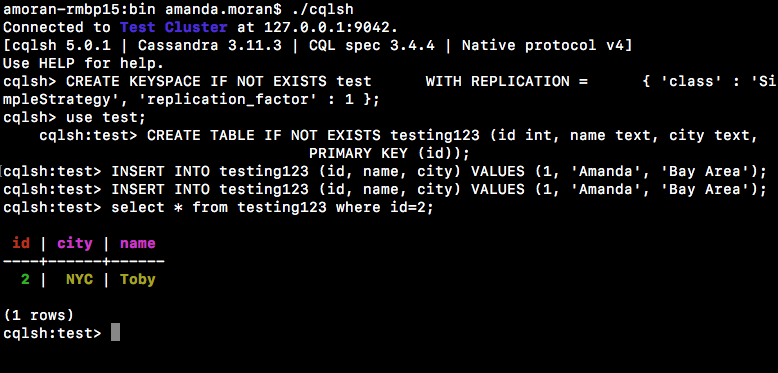 amoran-rmbp15:bin amanda.moran$ ./cqlsh
Connected to Test Cluster at 127.0.0.1:9042.
[cqlsh 5.0.1 | Cassandra 3.11.3 | CQL spec 3.4.4 | Native protocol v4]
Use HELP for help.
cqlsh> CREATE KEYSPACE IF NOT EXISTS test      WITH REPLICATION =      { 'class' : 'Si
mpleStrategy', 'replication_factor' : 1 };
cqlsh> use test;
    cqlsh:test> CREATE TABLE IF NOT EXISTS testing123 (id int, name text, city text,
                                  PRIMARY KEY (id));
[cqlsh:test> INSERT INTO testing123 (id, name, city) VALUES (1, 'Amanda', 'Bay Area');
cqlsh:test> INSERT INTO testing123 (id, name, city) VALUES (1, 'Amanda', 'Bay Area');
cqlsh:test> select * from testing123 where id=2;

 id | city | name
----+------+------
  2 |  NYC | Toby

(1 rows)
cqlsh:test>